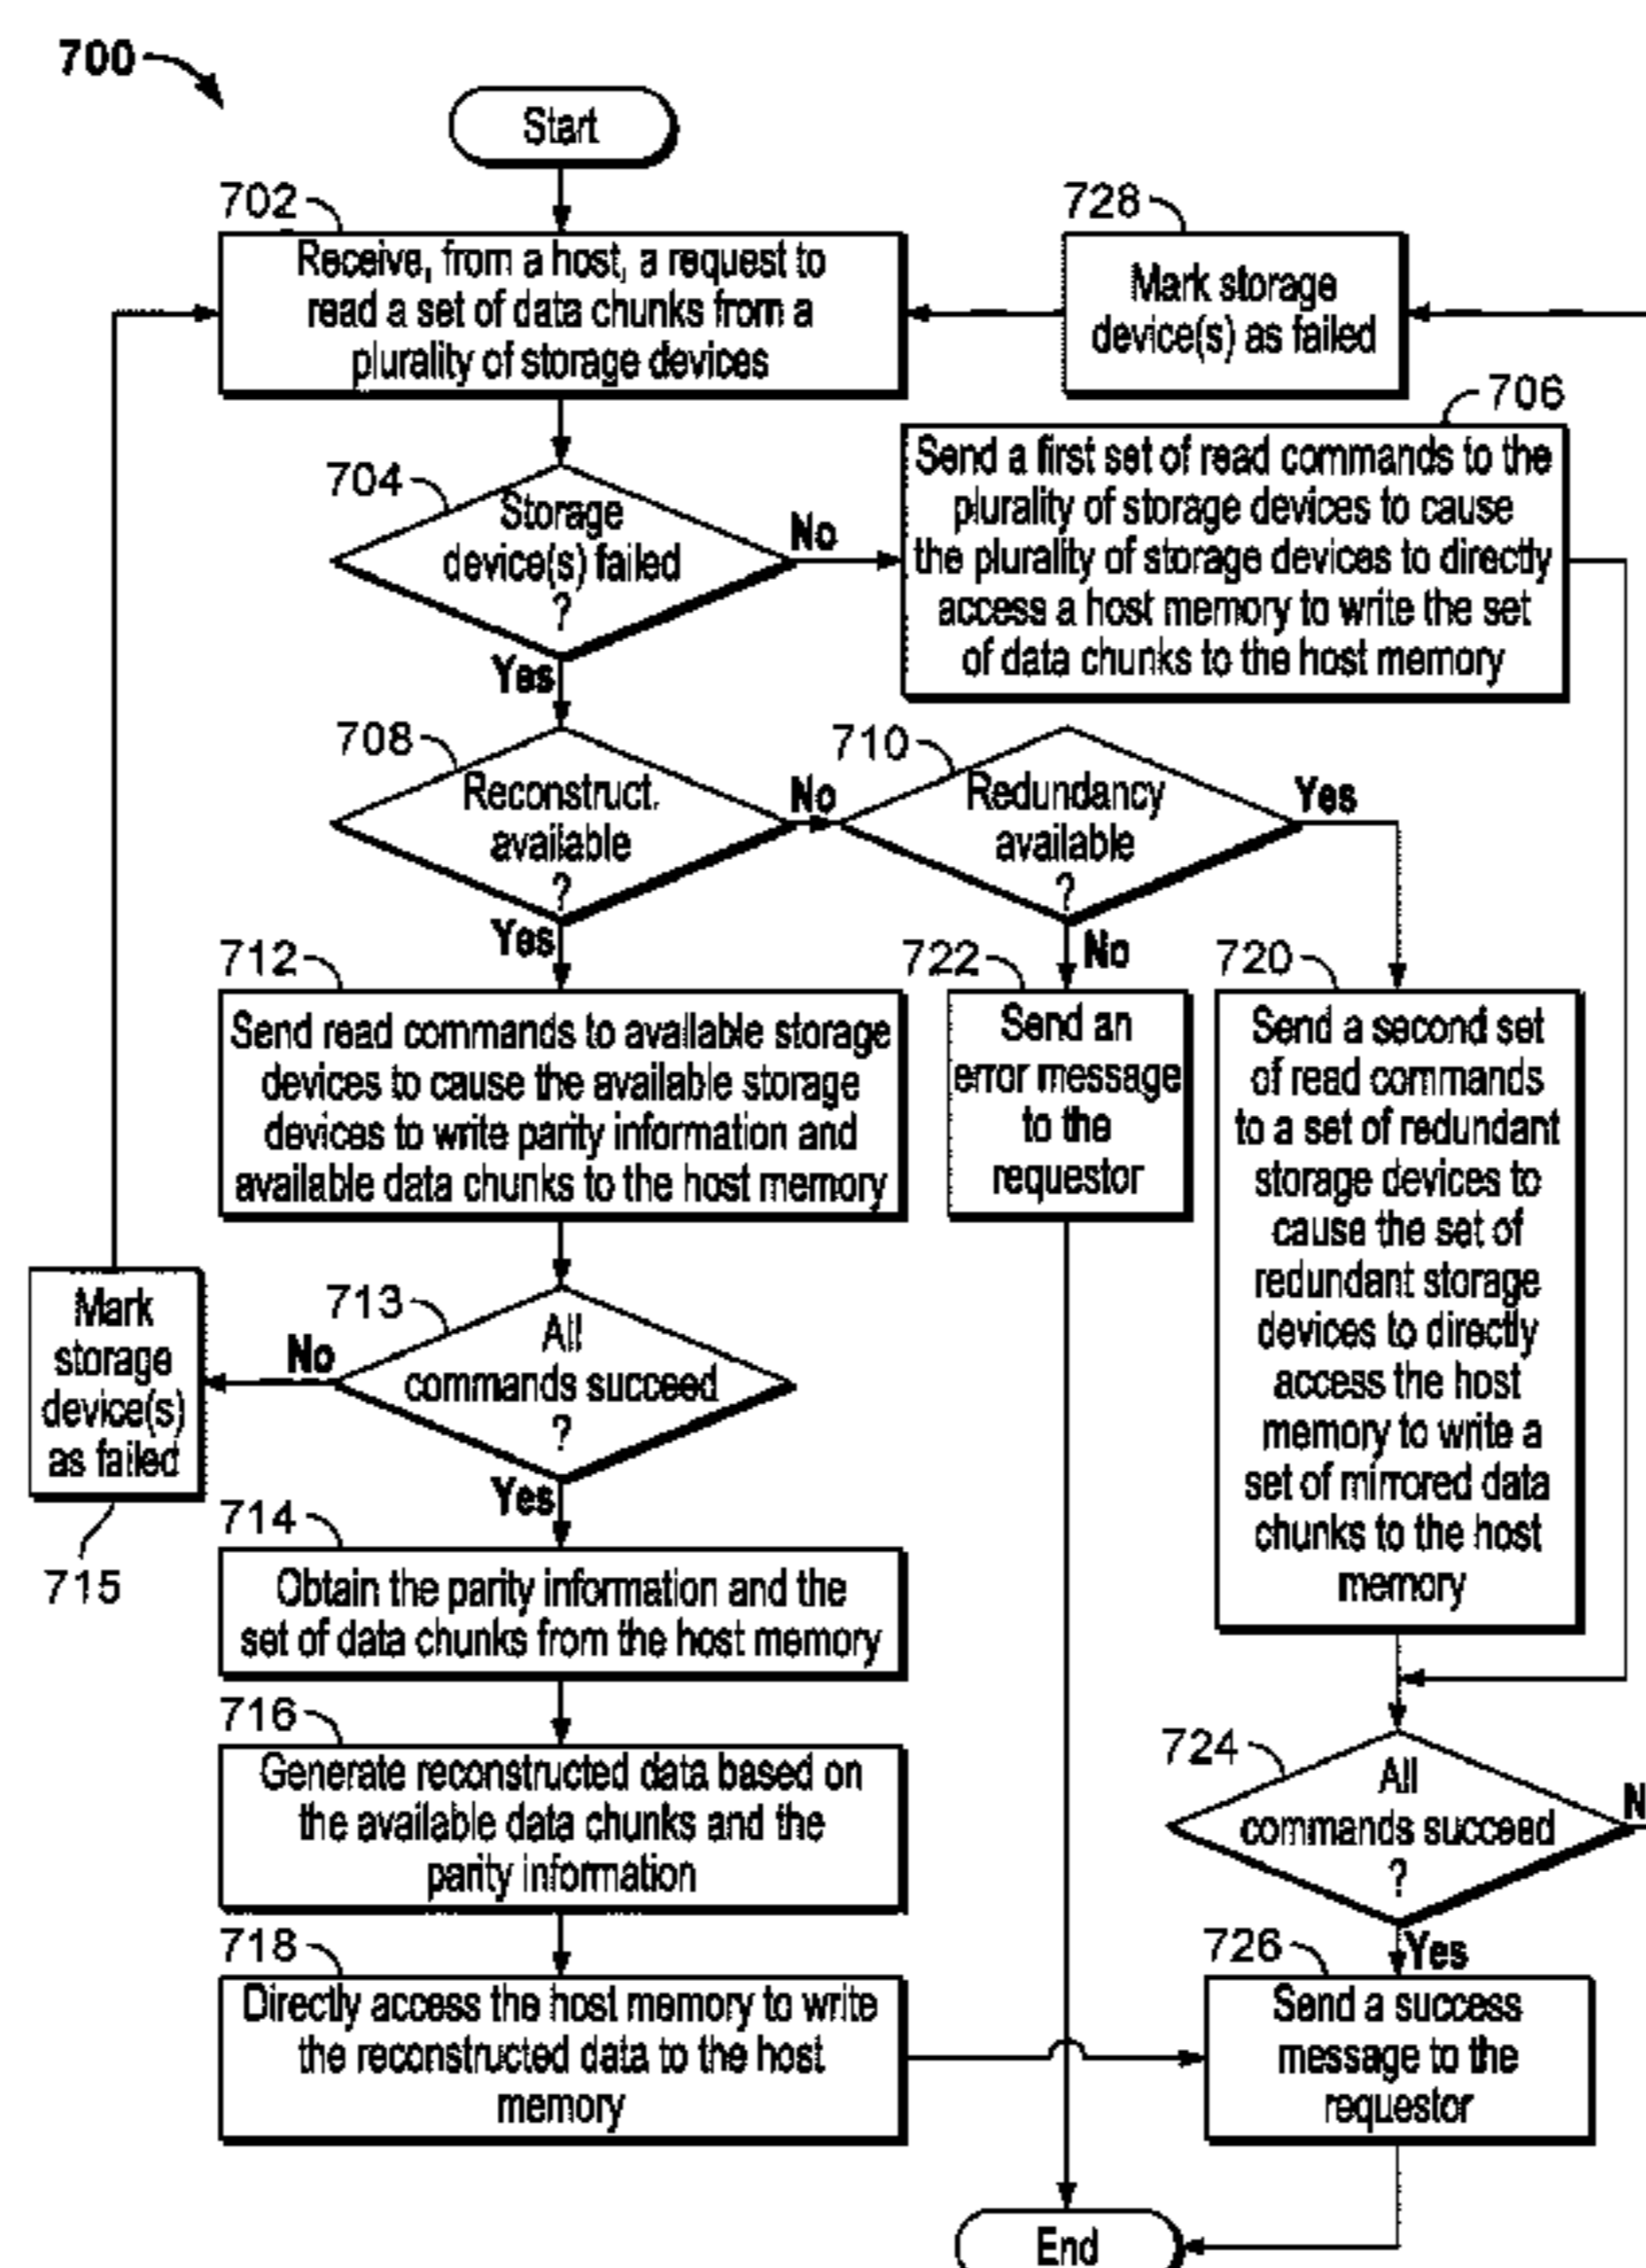 700
Start
702
Receive, from a host, a request to
read a set of data chunks from a
plurality of storage devices
728
Mark storage
device(s) as failed
704
Storage
device(s) failed
?
No
Yes
706
Send a first set of read commands to the
plurality of storage devices to cause
the plurality of storage devices to directly
access a host memory to write the set
of data chunks to the host memory
708
Reconstruct.
available
?
No
Yes
710
Redundancy
available
?
Yes
No
712
Send read commands to available storage
devices to cause the available storage
devices to write parity information and
available data chunks to the host memory
722
Send an
error message
to the
requestor
720
Send a second set
of read commands
to a set of redundant
storage devices to
cause the set of
redundant storage
devices to directly
access the host
memory to write a
set of mirrored data
chunks to the host
memory
713
All
commands succeed
?
No
Yes
Mark
storage
device(s)
as failed
715
714
Obtain the parity information and the
set of data chunks from the host memory
716
Generate reconstructed data based on
the available data chunks and the
parity information
724
All
commands succeed
?
N
Yes
718
Directly access the host memory to write
the reconstructed data to the host
memory
726
Send a success
message to the
requestor
End